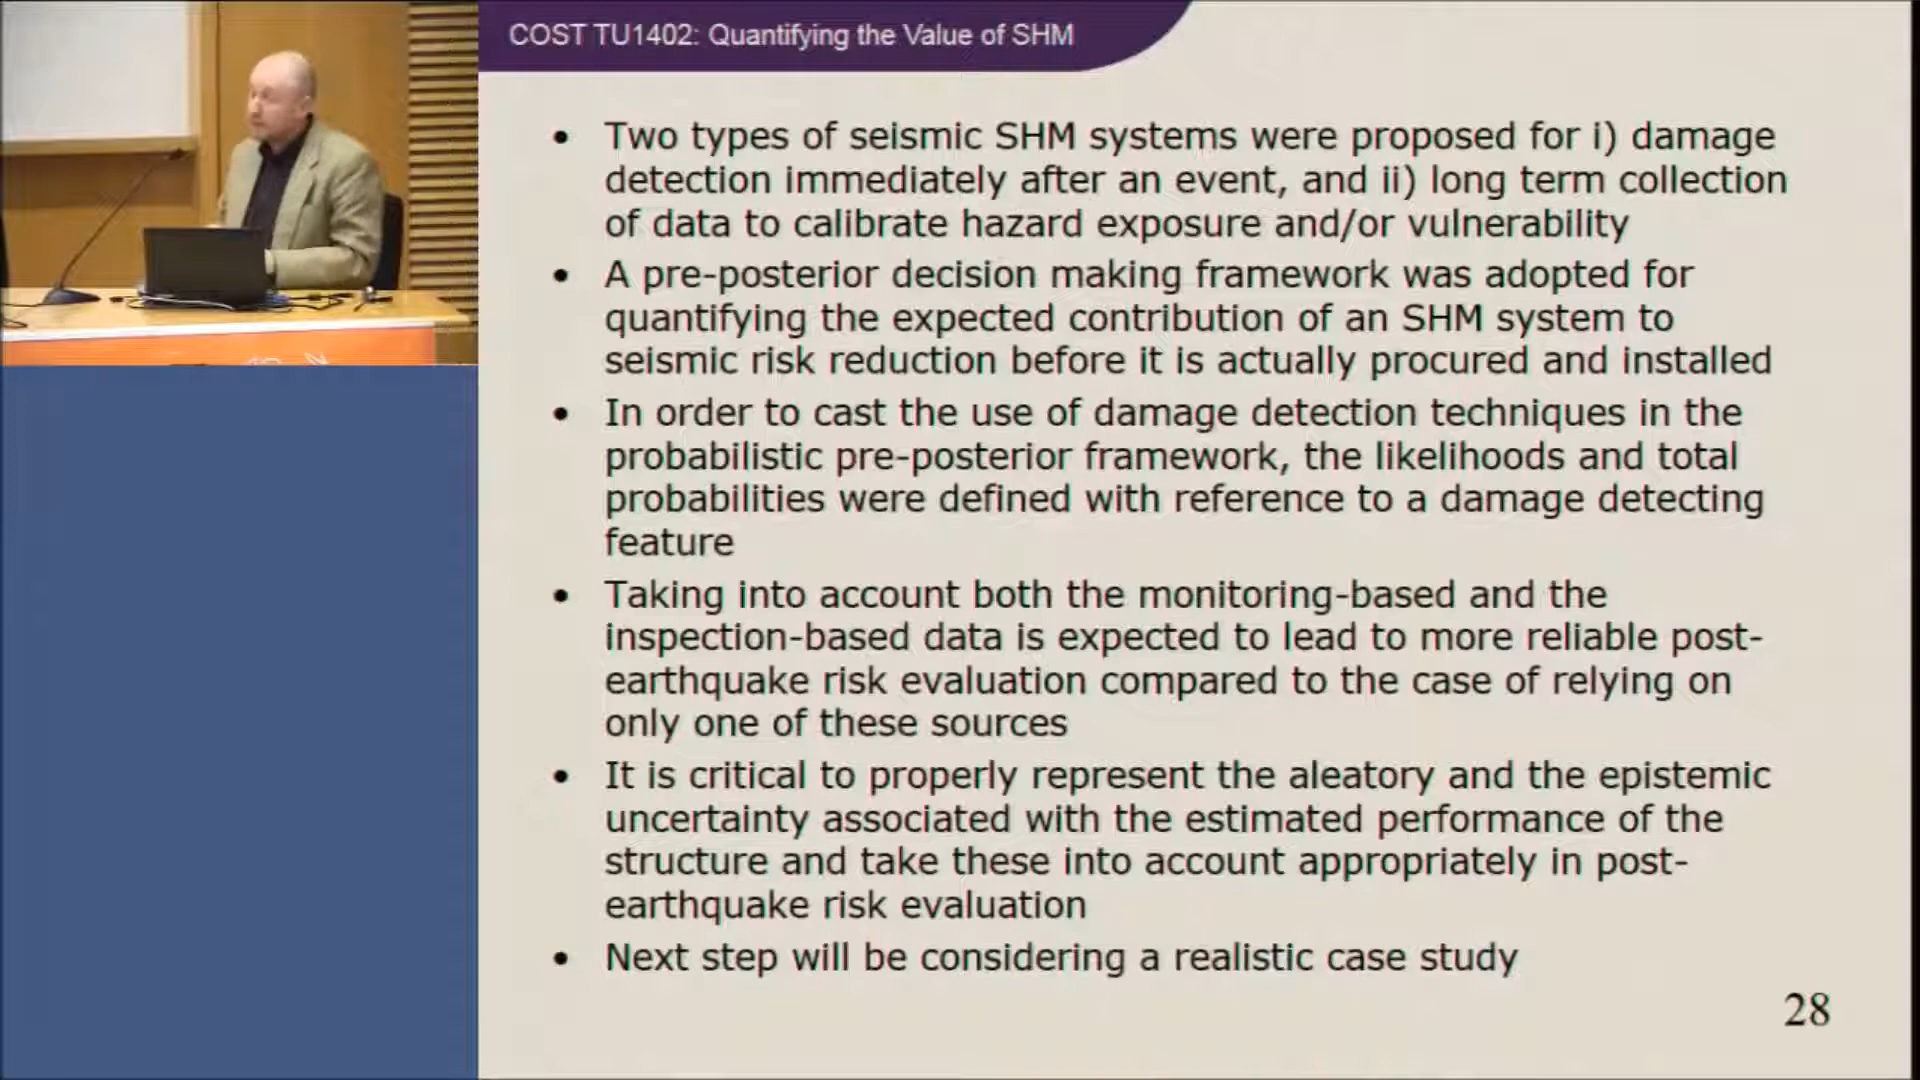 COST TU1402: Quantifying the Value of SHM
• Two types of seismic SHM systems were proposed for i) damage
detection immediately after an event, and ii) long term collection
of data to calibrate hazard exposure and/or vulnerability
• A pre-posterior decision making framework was adopted for
quantifying the expected contribution of an SHM system to
seismic risk reduction before it is actually procured and installed
• In order to cast the use of damage detection techniques in the
probabilistic pre-posterior framework, the likelihoods and total
probabilities were defined with reference to a damage detecting
feature
• Taking into account both the monitoring-based and the
inspection-based data is expected to lead to more reliable post-
earthquake risk evaluation compared to the case of relying on
only one of these sources
• It is critical to properly represent the aleatory and the epistemic
uncertainty associated with the estimated performance of the
structure and take these into account appropriately in post-
earthquake risk evaluation
• Next step will be considering a realistic case study
28